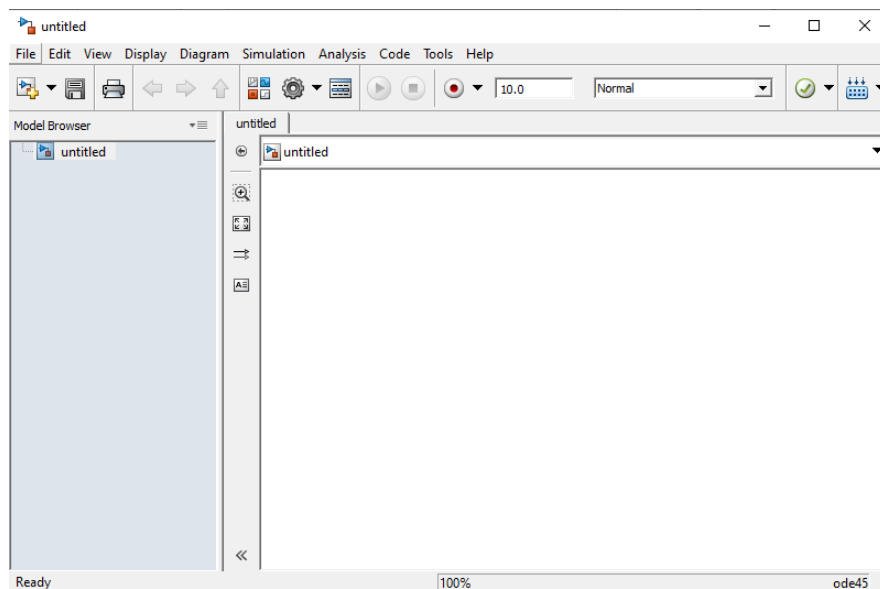 untitled
File Edit View Display Diagram Simulation Analysis Code Tools Help
10.0 Normal
Model Browser
untitled
untitled
untitled
Ready 100% ode45